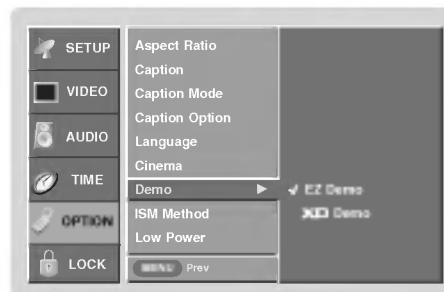 SETUP
VIDEO
AUDIO
TIME
OPTION
LOCK
Aspect Ratio
Caption
Caption Mode
Caption Option
Language
Cinema
Demo
ISM Method
Low Power
MENU Prev
EZ Demo
XD Demo